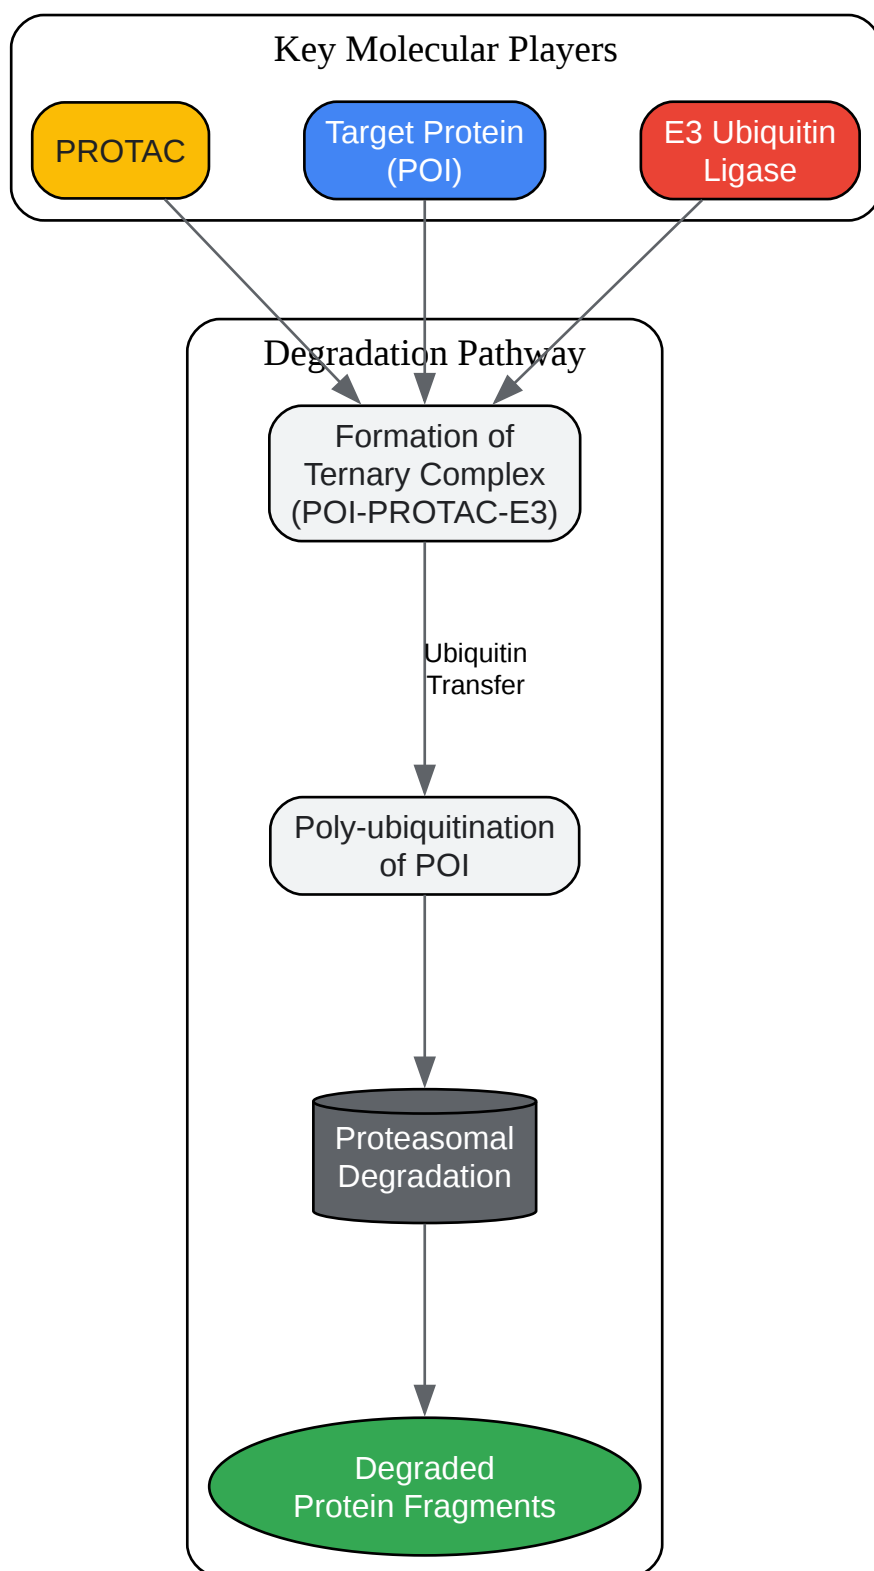 Key Molecular Players
PROTAC
Target Protein
(POI)
E3 Ubiquitin
Ligase
Degradation Pathway
Formation of
Ternary Complex
(POI-PROTAC-E3)
Ubiquitin
Transfer
Poly-ubiquitination
of POI
Proteasomal
Degradation
Degraded
Protein Fragments